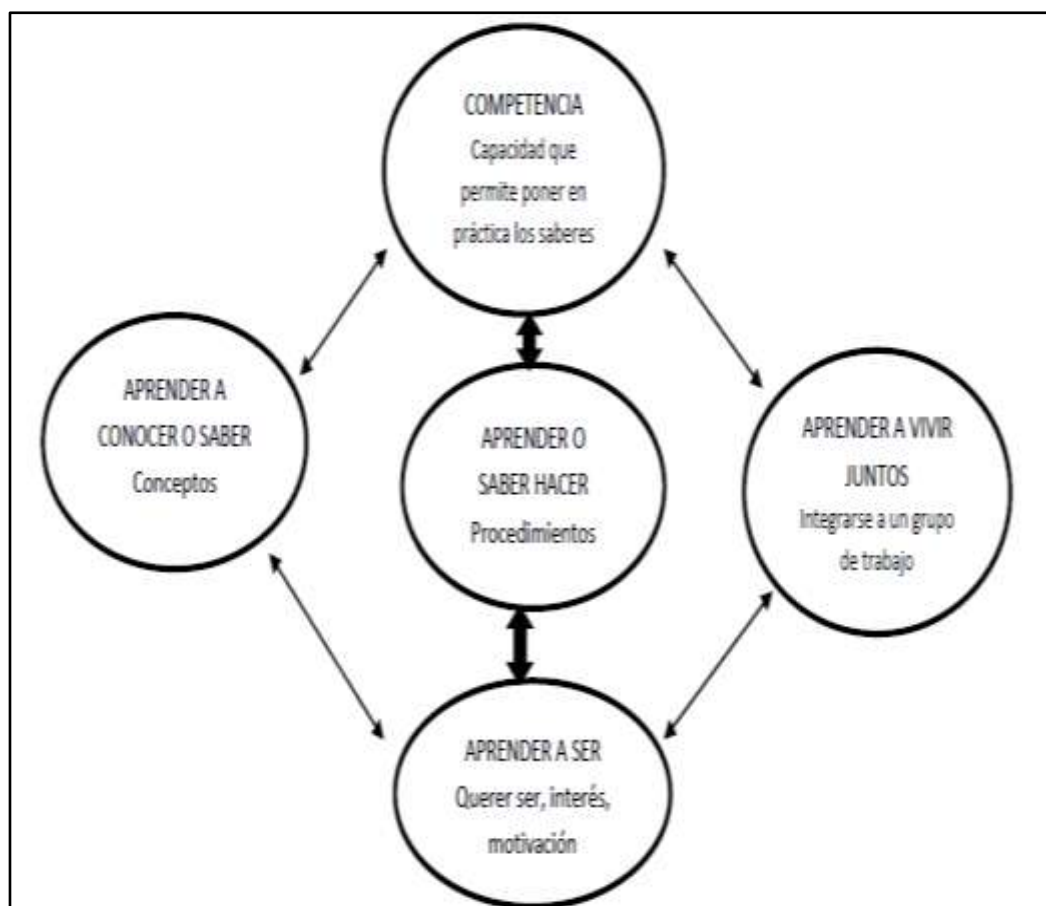 COMPETENCIA
Capacidad que
permite poner en
práctica los saberes
APRENDER A
CONOCER O SABER
Conceptos
APRENDER O
SABER HACER
Procedimientos
APRENDER A VIVIR
JUNTOS
Integrarse a un grupo
de trabajo
APRENDER A SER
Querer ser, interés,
motivación